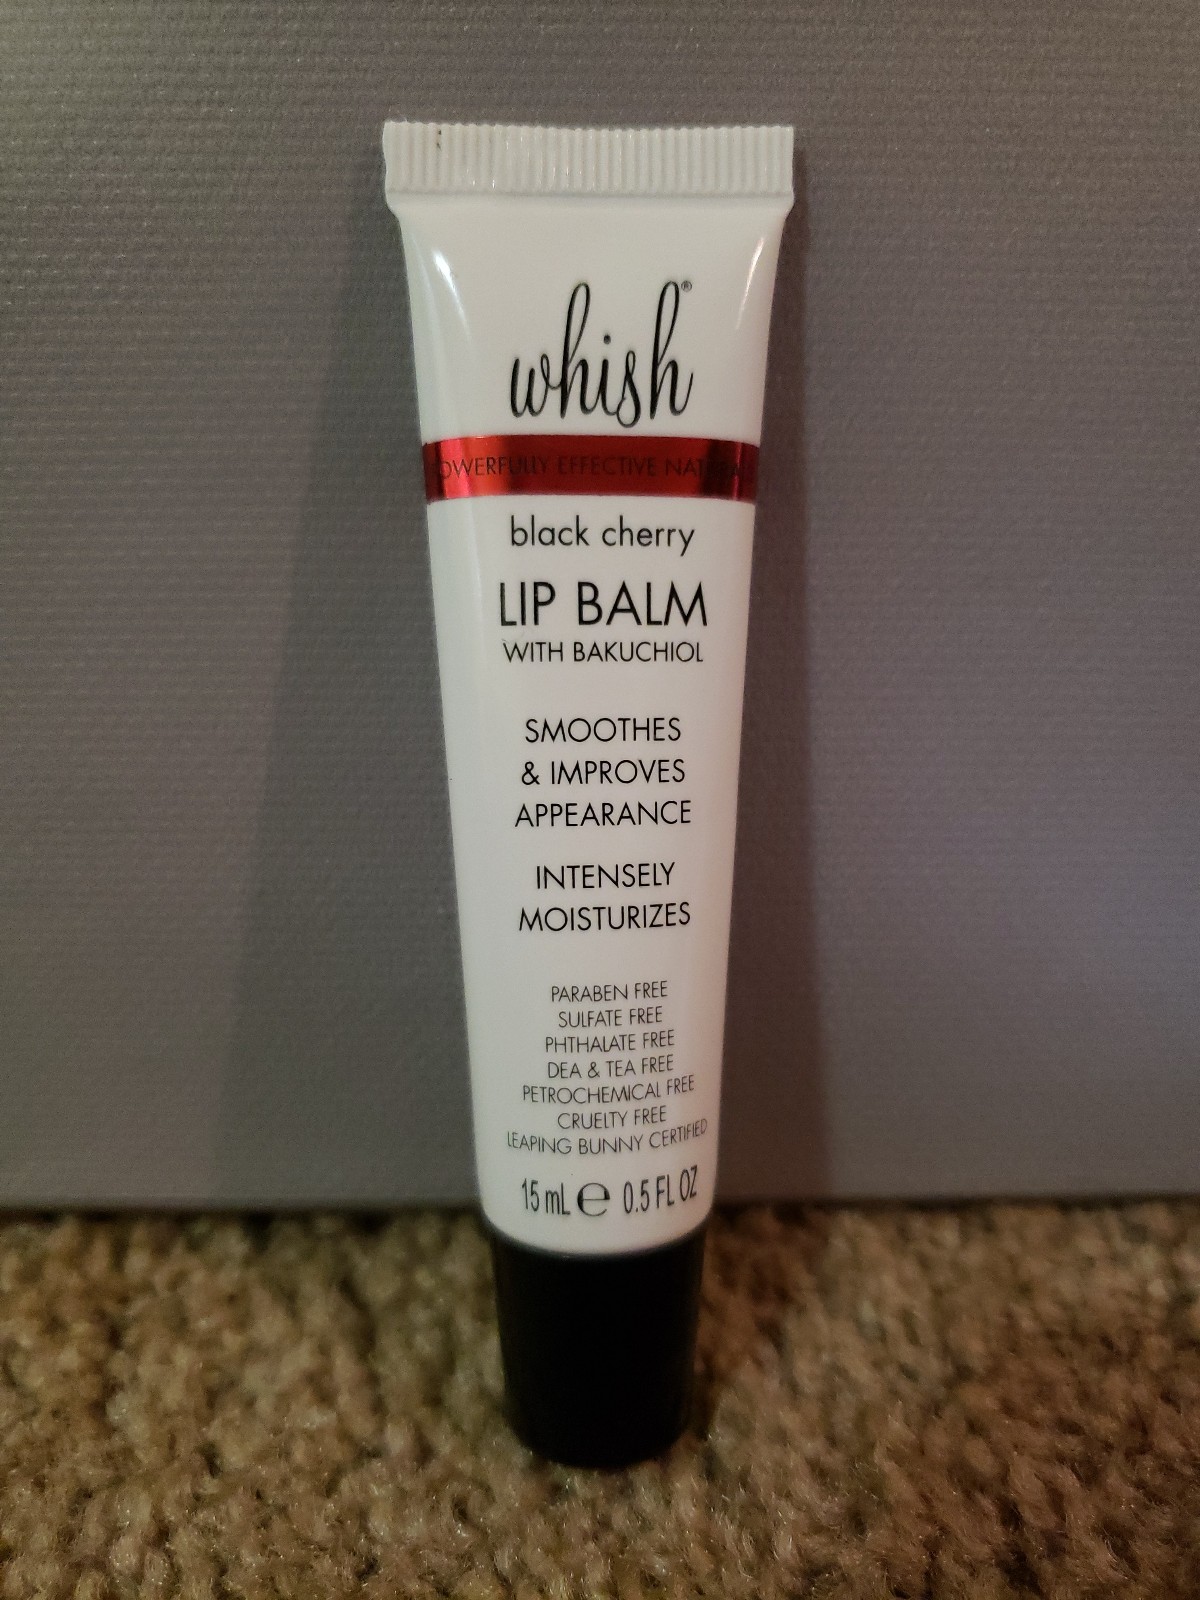 whish®
POWERFULLY EFFECTIVE NATURALS
black cherry
LIP BALM
WITH BAKUCHIOL
SMOOTHES
& IMPROVES
APPEARANCE
INTENSELY
MOISTURIZES
PARABEN FREE
SULFATE FREE
PHTHALATE FREE
DEA & TEA FREE
PETROCHEMICAL FREE
CRUELTY FREE
LEAPING BUNNY CERTIFIED
15 mL ℮ 0.5 FL OZ